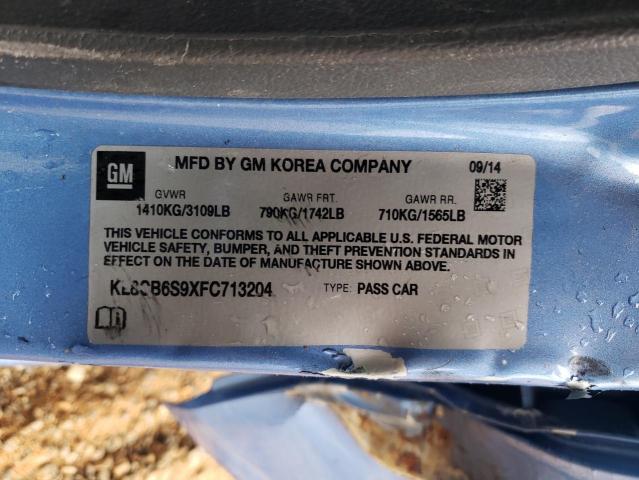 GM
MFD BY GM KOREA COMPANY
09/14
GVWR
GAWR FRT.
GAWR RR.
1410KG/3109LB
790KG/1742LB
710KG/1565LB
THIS VEHICLE CONFORMS TO ALL APPLICABLE U.S. FEDERAL MOTOR
VEHICLE SAFETY, BUMPER, AND THEFT PREVENTION STANDARDS IN
EFFECT ON THE DATE OF MANUFACTURE SHOWN ABOVE.
KL8CB6S9XFC713204
TYPE: PASS CAR